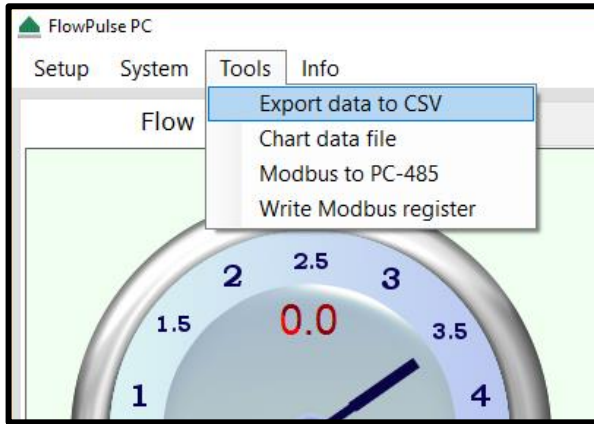 FlowPulse PC
Setup System Tools Info
Export data to CSV
Flow
Chart data file
Modbus to PC-485
Write Modbus register
2.5
2 3
0.0
1.5 3.5
1 4